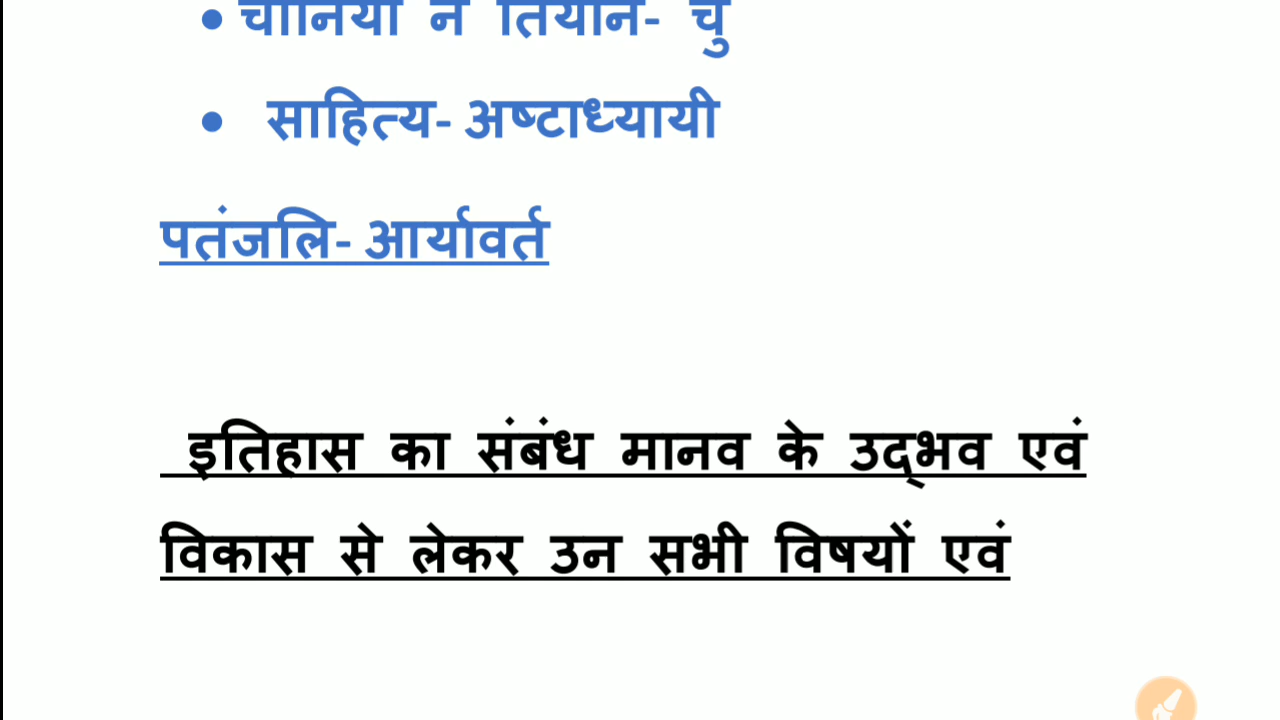 • चीनियों ने तियान- चु
• साहित्य- अष्टाध्यायी
पतंजलि- आर्यावर्त
इतिहास का संबंध मानव के उद्भव एवं
विकास से लेकर उन सभी विषयों एवं